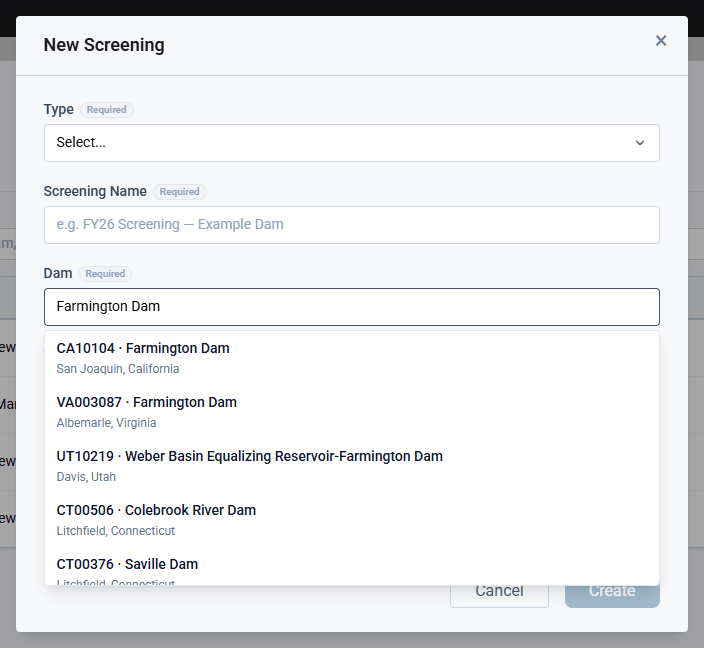 New Screening
×
Type Required
Select...
Screening Name Required
e.g. FY26 Screening — Example Dam
Dam Required
Farmington Dam
CA10104 · Farmington Dam
San Joaquin, California
VA003087 · Farmington Dam
Albemarle, Virginia
UT10219 · Weber Basin Equalizing Reservoir-Farmington Dam
Davis, Utah
CT00506 · Colebrook River Dam
Litchfield, Connecticut
CT00376 · Saville Dam
Litchfield, Connecticut
Cancel Create